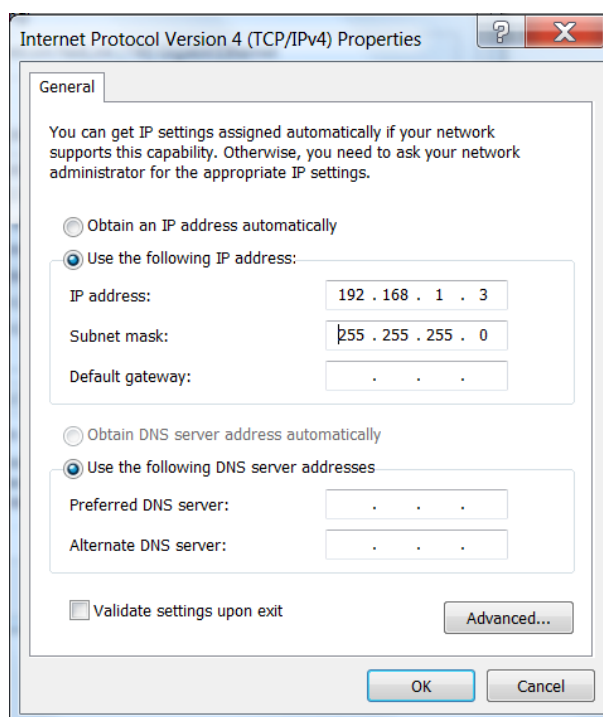 Internet Protocol Version 4 (TCP/IPv4) Properties
General
You can get IP settings assigned automatically if your network
supports this capability. Otherwise, you need to ask your network
administrator for the appropriate IP settings.
Obtain an IP address automatically
Use the following IP address:
IP address: 192 . 168 . 1 . 3
Subnet mask: 255 . 255 . 255 . 0
Default gateway: . . .
Obtain DNS server address automatically
Use the following DNS server addresses
Preferred DNS server: . . .
Alternate DNS server: . . .
Validate settings upon exit
Advanced...
OK Cancel